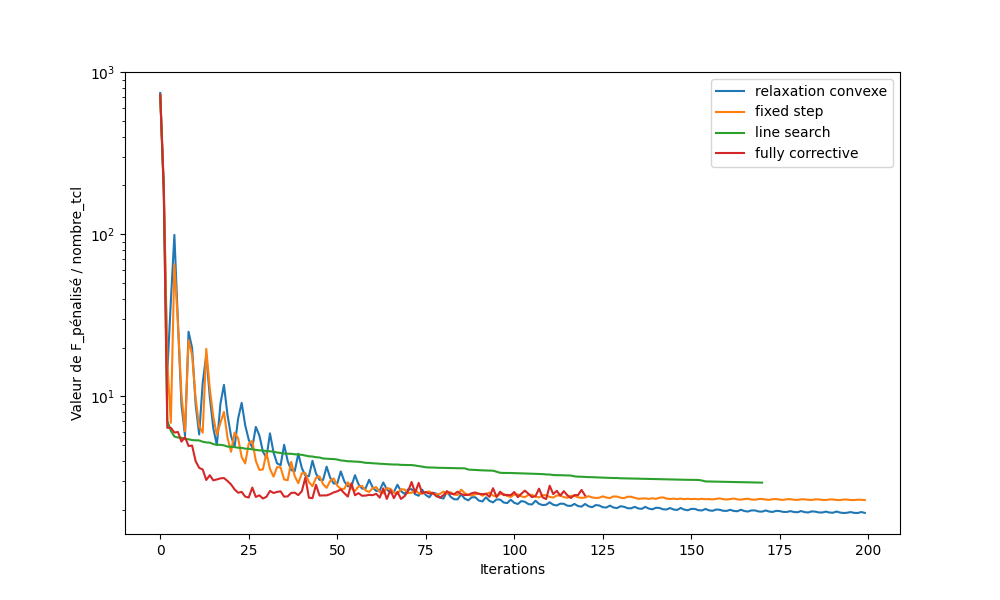 10³
10²
10¹
Valeur de F_pénalisé / nombre_tcl
relaxation convexe
fixed step
line search
fully corrective
0 25 50 75 100 125 150 175 200
Iterations